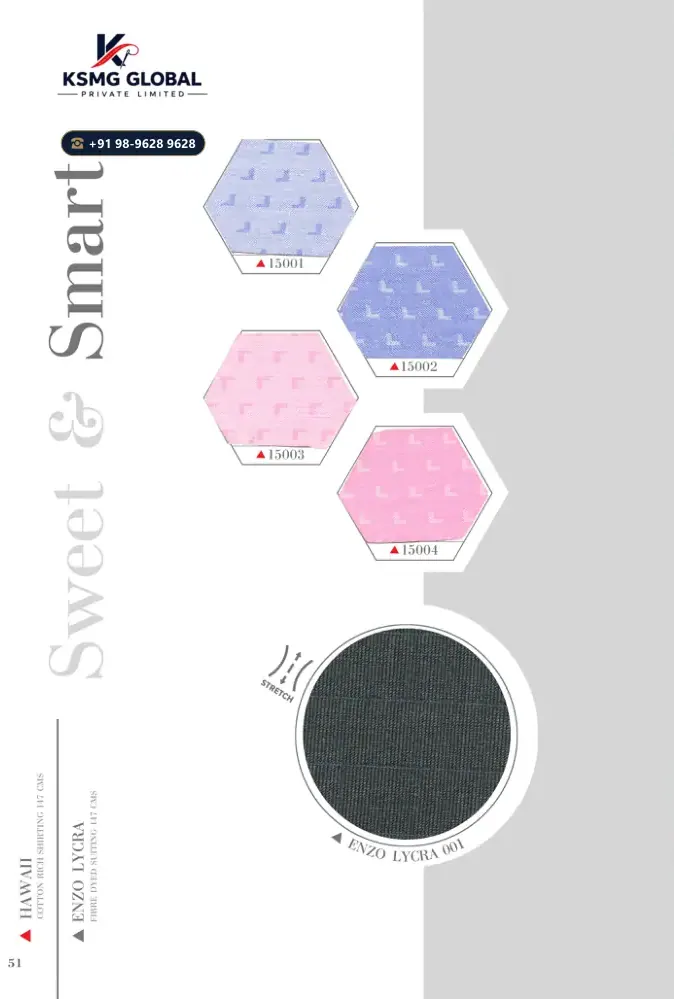 KSMG GLOBAL
PRIVATE LIMITED
+91 98-9628 9628
Sweet & Smart
15001
15002
15003
15004
STRETCH
ENZO LYCRA 001
HAWAII
COTTON RICH SHIRTING 147 CMS
ENZO LYCRA
FIBRE DYED SUITING 147 CMS
51